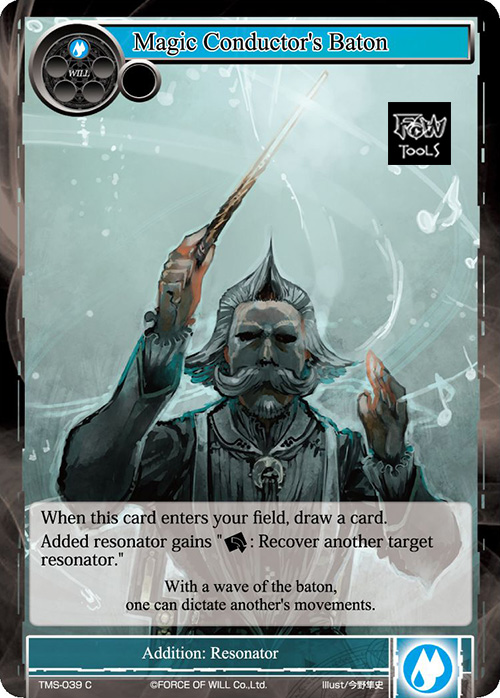 Magic Conductor's Baton
WILL
FOW
TOOLS
When this card enters your field, draw a card.
Added resonator gains " : Recover another target
resonator."
With a wave of the baton,
one can dictate another's movements.
Addition: Resonator
TMS-039 C ©FORCE OF WILL Co.,Ltd. Illust/今野隼史